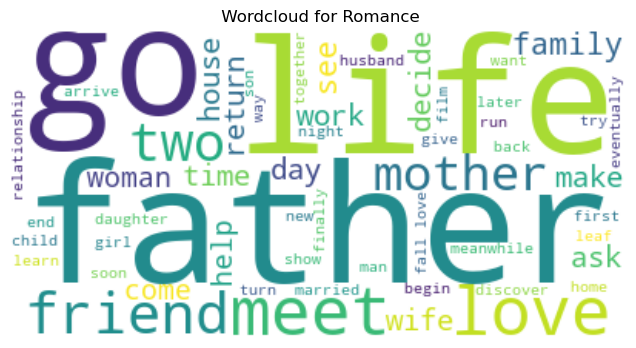 Wordcloud for Romance
go life
father
friend meet love
two mother
family
house
return
see
decide
work
woman
time
day
make
help
ask
come
wife
husband
together
son
way
arrive
relationship
night
film
give
later
run
want
back
try
eventually
end
child
learn
daughter
girl
soon
new
finally
show
man
turn
married
fall love
meanwhile
begin
discover
first
leaf
home